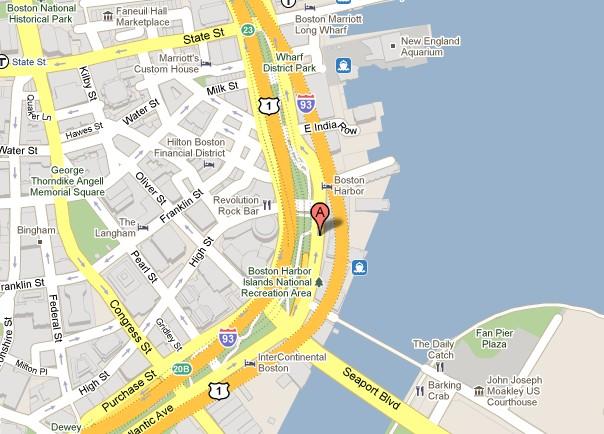 Boston National
Historical Park
Faneuil Hall
Marketplace
Boston Marriott
Long Wharf
State St
23
New England
Aquarium
T State St
Marriott's
Custom House
Wharf
District Park
Kilby St
Milk St
1
93
Water St
E India Row
Hawes St
Water St
Hilton Boston
Financial District
High St
George
Thorndike Angell
Memorial Square
Oliver St
Boston
Harbor
Franklin St
Revolution
Rock Bar
A
The
Langham
Bingham
High St
Pearl St
Franklin St
Boston Harbor
Islands National
Recreation Area
Federal St
Congress St
Gridley St
93
Fan Pier
Plaza
The Daily
Catch
Milton Pl
InterContinental
Boston
20B
High St
Purchase St
1
Seaport Blvd
Barking
Crab
John Joseph
Moakley US
Courthouse
Dewey
Atlantic Ave